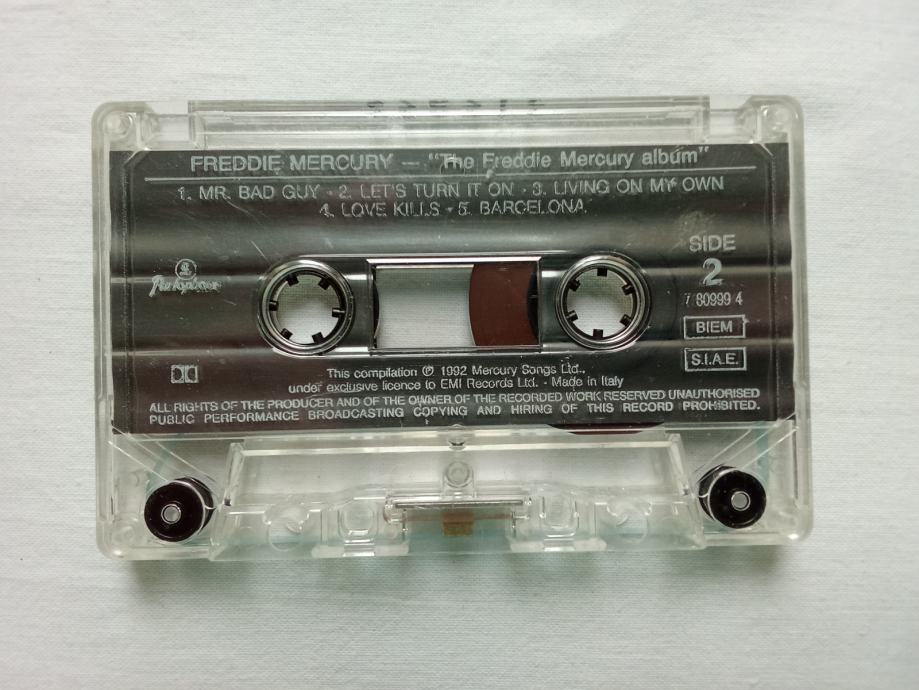 FREDDIE MERCURY — "The Freddie Mercury album"
1. MR. BAD GUY · 2. LET'S TURN IT ON · 3. LIVING ON MY OWN
4. LOVE KILLS · 5. BARCELONA
SIDE
2
7 80999 4
Parlophone
BIEM
S.I.A.E.
This compilation ℗ 1992 Mercury Songs Ltd.,
under exclusive licence to EMI Records Ltd. · Made in Italy
ALL RIGHTS OF THE PRODUCER AND OF THE OWNER OF THE RECORDED WORK RESERVED UNAUTHORISED
PUBLIC PERFORMANCE BROADCASTING COPYING AND HIRING OF THIS RECORD PROHIBITED.